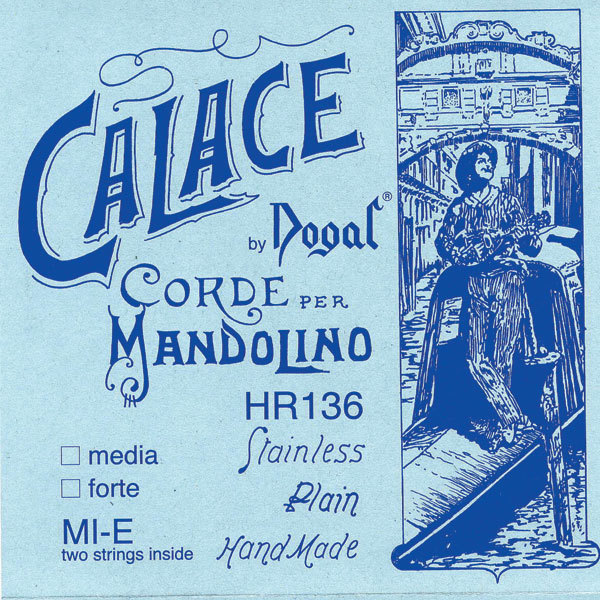 CALACE
by Dogal®
CORDE PER
MANDOLINO
HR136
Stainless
Plain
HandMade
media
forte
MI-E
two strings inside